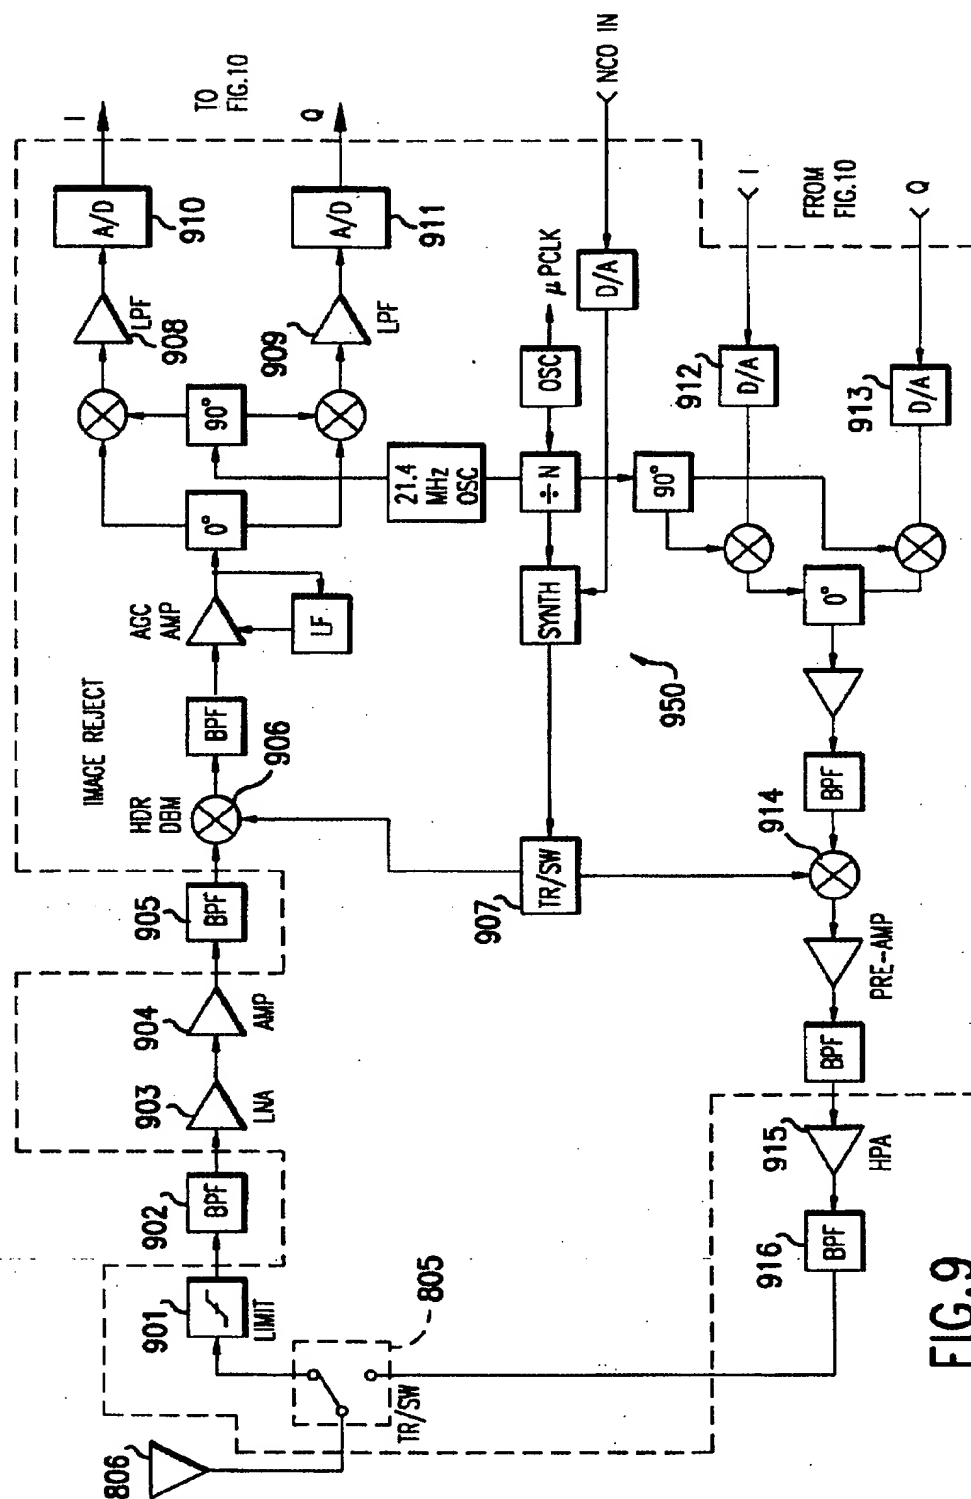 806
805
TR/SW
901
LIMIT
902
BPF
903
LNA
904
AMP
905
BPF
HDR
DBM
906
IMAGE REJECT
BPF
AGC
AMP
LF
0°
90°
908
LPF
909
LPF
A/D
910
A/D
911
I
Q
TO
FIG.10
21.4
MHz
OSC
÷N
OSC
μPCLK
D/A
NCO IN
SYNTH
950
TR/SW
907
90°
912
D/A
I
FROM
FIG.10
913
D/A
Q
0°
BPF
914
PRE-AMP
BPF
915
HPA
916
BPF
FIG.9